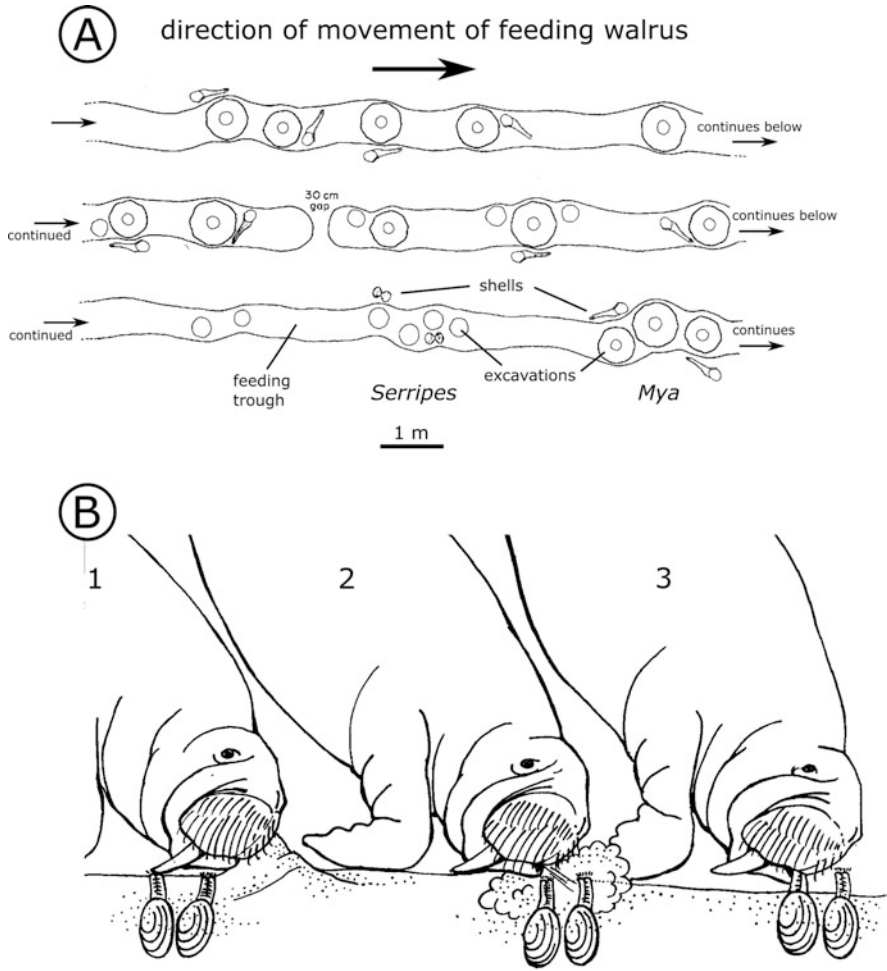 A
direction of movement of feeding walrus
continues below
30 cm
gap
continued
continues below
shells
continued
continues
feeding
trough
excavations
Serripes
Mya
1 m
B
1
2
3